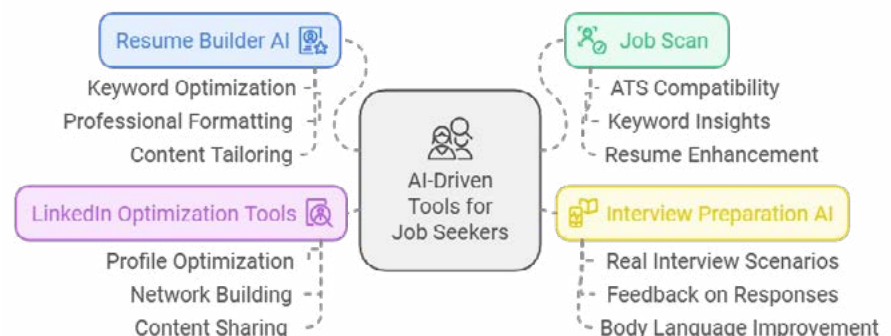 Resume Builder AI
Keyword Optimization
Professional Formatting
Content Tailoring
LinkedIn Optimization Tools
Profile Optimization
Network Building
Content Sharing
AI-Driven
Tools for
Job Seekers
Job Scan
ATS Compatibility
Keyword Insights
Resume Enhancement
Interview Preparation AI
Real Interview Scenarios
Feedback on Responses
Body Language Improvement